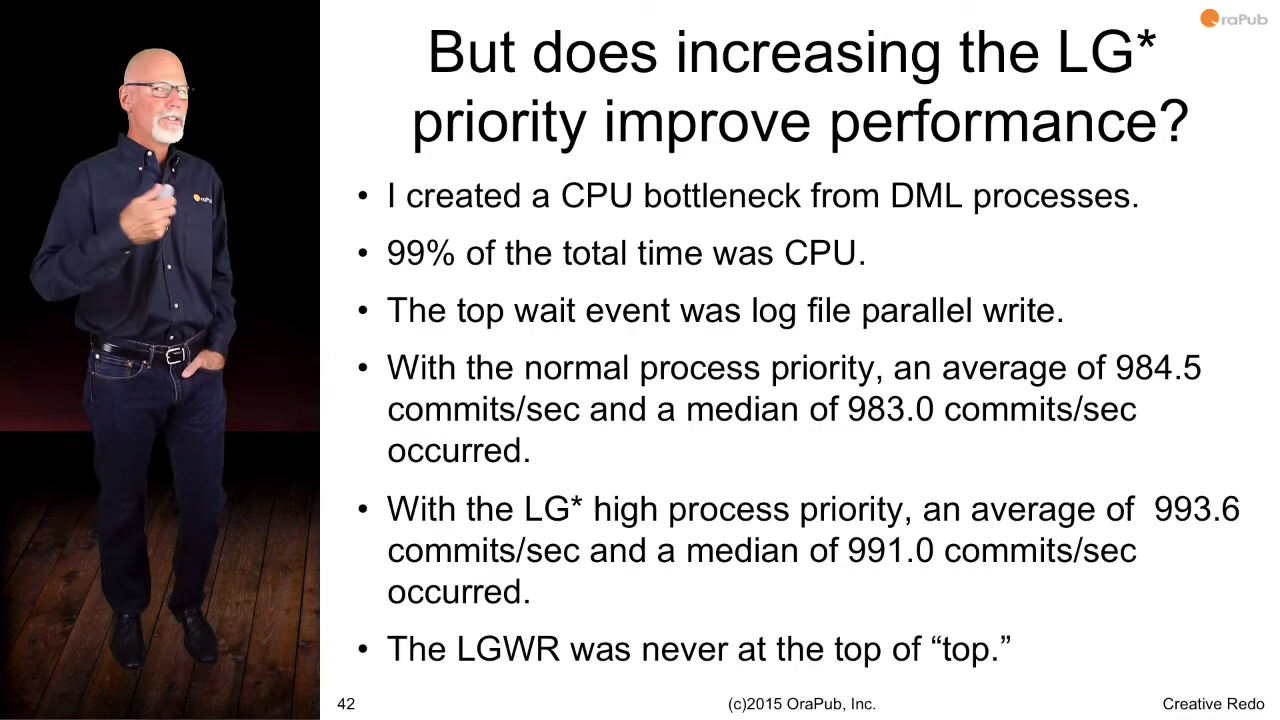 OraPub
But does increasing the LG*
priority improve performance?
• I created a CPU bottleneck from DML processes.
• 99% of the total time was CPU.
• The top wait event was log file parallel write.
• With the normal process priority, an average of 984.5
commits/sec and a median of 983.0 commits/sec
occurred.
• With the LG* high process priority, an average of  993.6
commits/sec and a median of 991.0 commits/sec
occurred.
• The LGWR was never at the top of “top.”
42
(c)2015 OraPub, Inc.
Creative Redo
OraPub